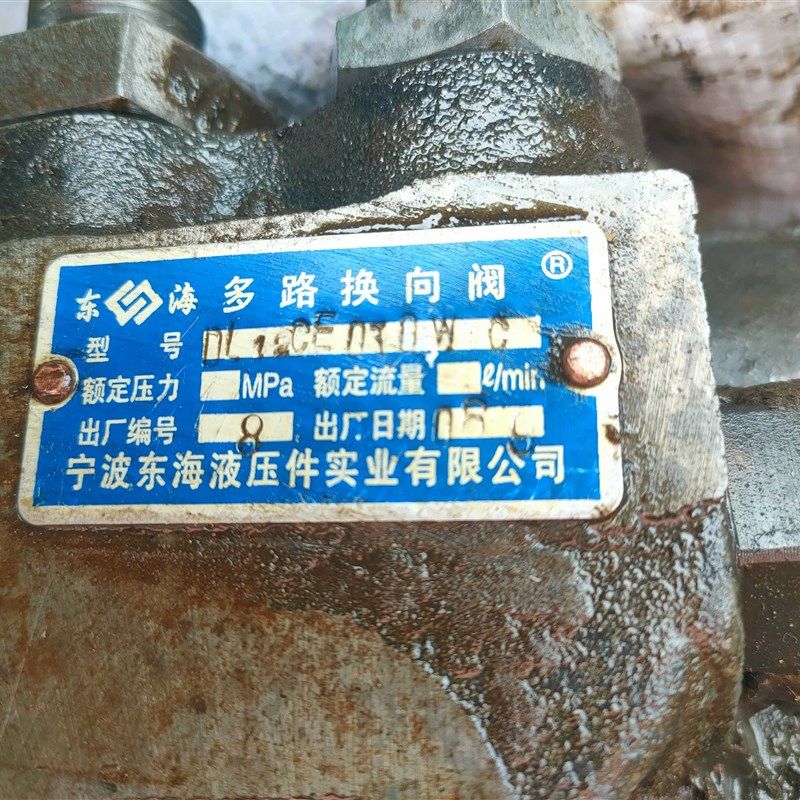 东 海 多路换向阀 ®
型 号
额定压力 MPa 额定流量 ℓ/min
出厂编号 8 出厂日期
宁波东海液压件实业有限公司